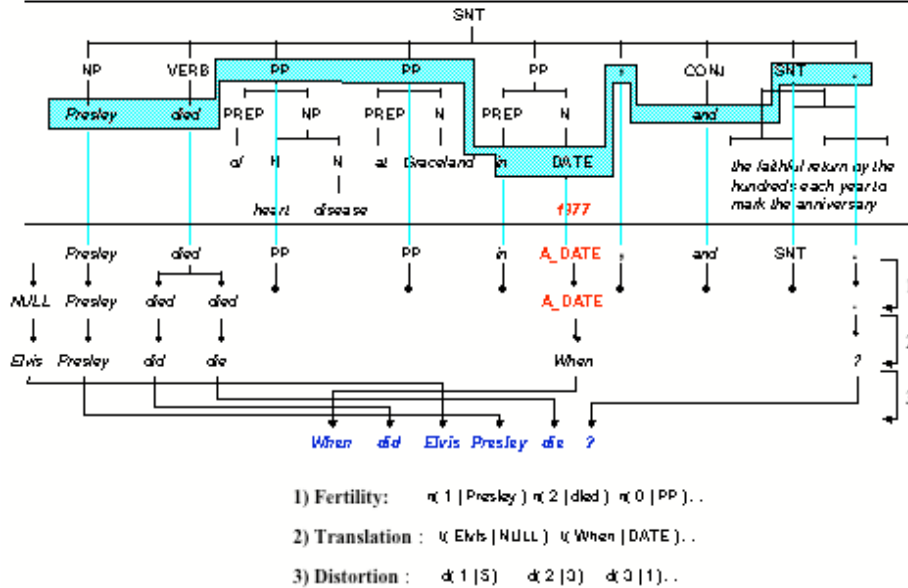 SNT
NP VERB PP PP PP , CONJ SNT .
Presley died PREP NP PREP N PREP N and
of N N at Graceland in DATE the faithful return by the
hundreds each year to
heart disease 1977 mark the anniversary
Presley died PP PP in A_DATE , and SNT .
NULL Presley died died A_DATE .
Elvis Presley did die When ?
When did Elvis Presley die ?
1) Fertility: n( 1 | Presley ) n( 2 | died ) n( 0 | PP ) . .
2) Translation : t( Elvis | NULL ) t( When | DATE ) . .
3) Distortion : d( 1 | 5 ) d( 2 | 3 ) d( 3 | 1 ) . .